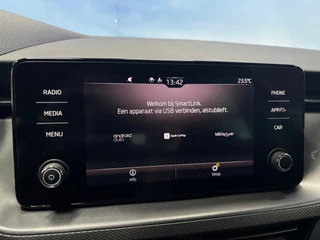 13:42
23.5°C
RADIO
MEDIA
MENU
Welkom bij SmartLink.
Een apparaat via USB verbinden, alstublieft.
android auto
Apple CarPlay
MirrorLink
Info
Setup
PHONE
APP/
CAR